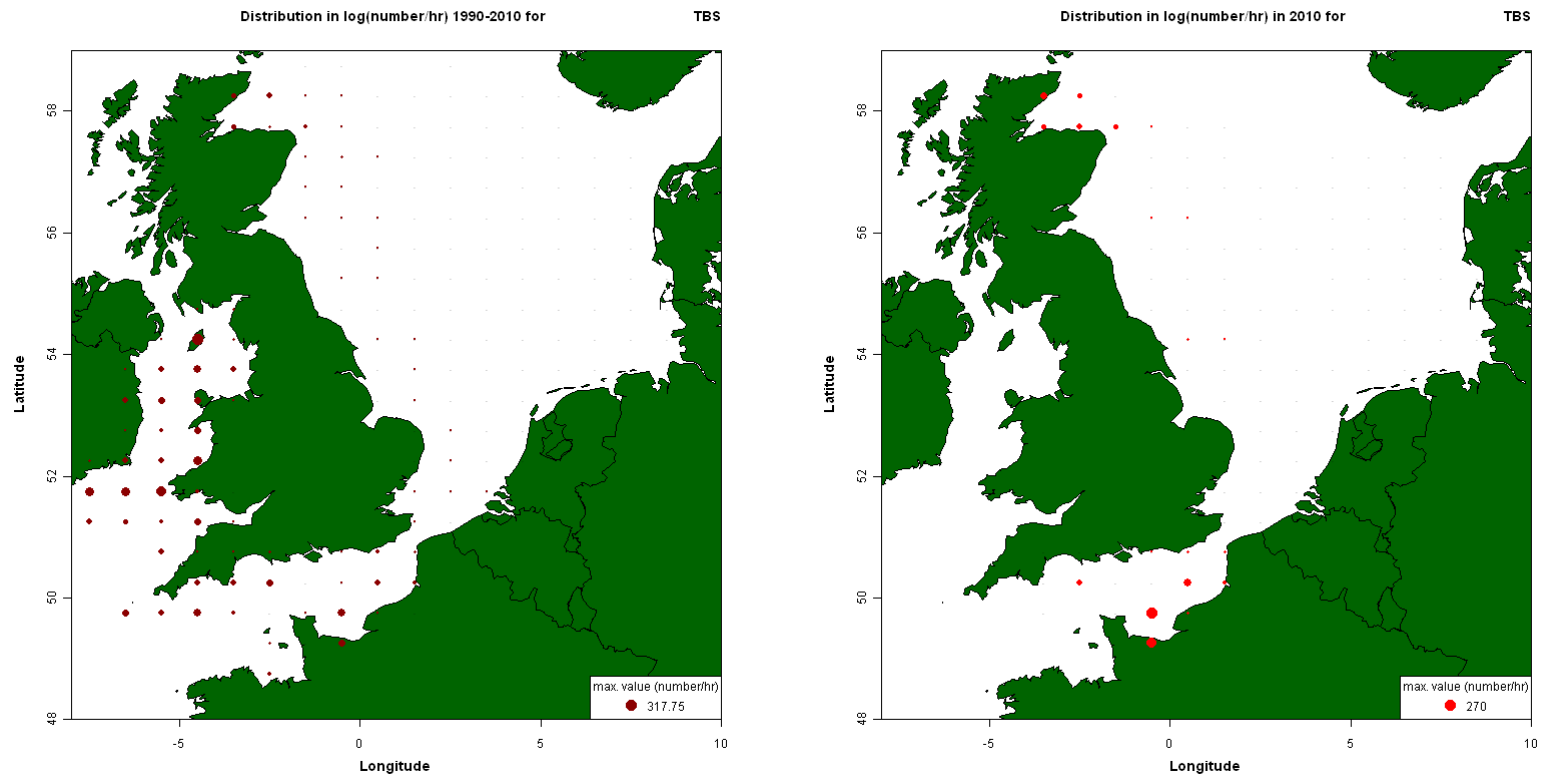 Distribution in log(number/hr) 1990-2010 for TBS
58
56
54
52
50
48
Latitude
-5 0 5 10
Longitude
max. value (number/hr)
317.75
Distribution in log(number/hr) in 2010 for TBS
58
56
54
52
50
48
Latitude
-5 0 5 10
Longitude
max. value (number/hr)
270